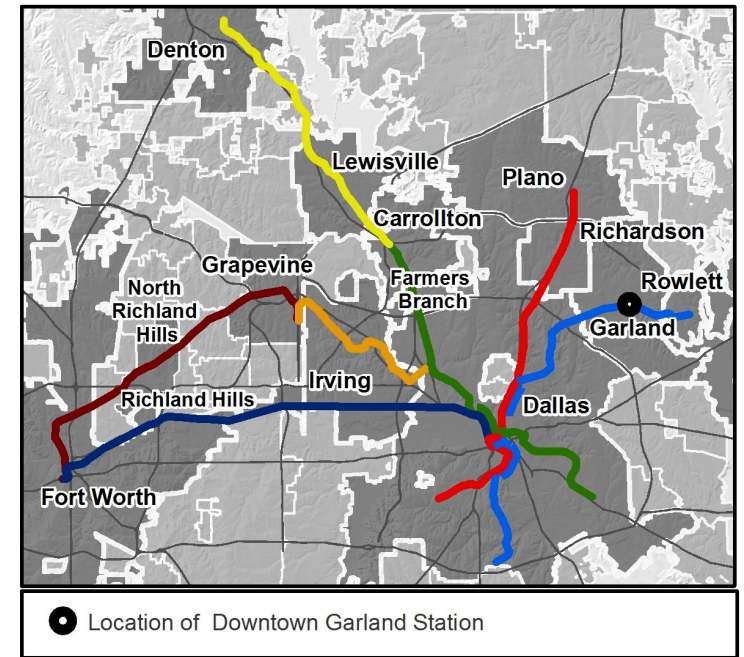 Denton
Lewisville
Plano
Carrollton
Richardson
Grapevine
Farmers
Branch
Rowlett
North
Richland
Hills
Garland
Irving
Richland Hills
Dallas
Fort Worth
Location of Downtown Garland Station